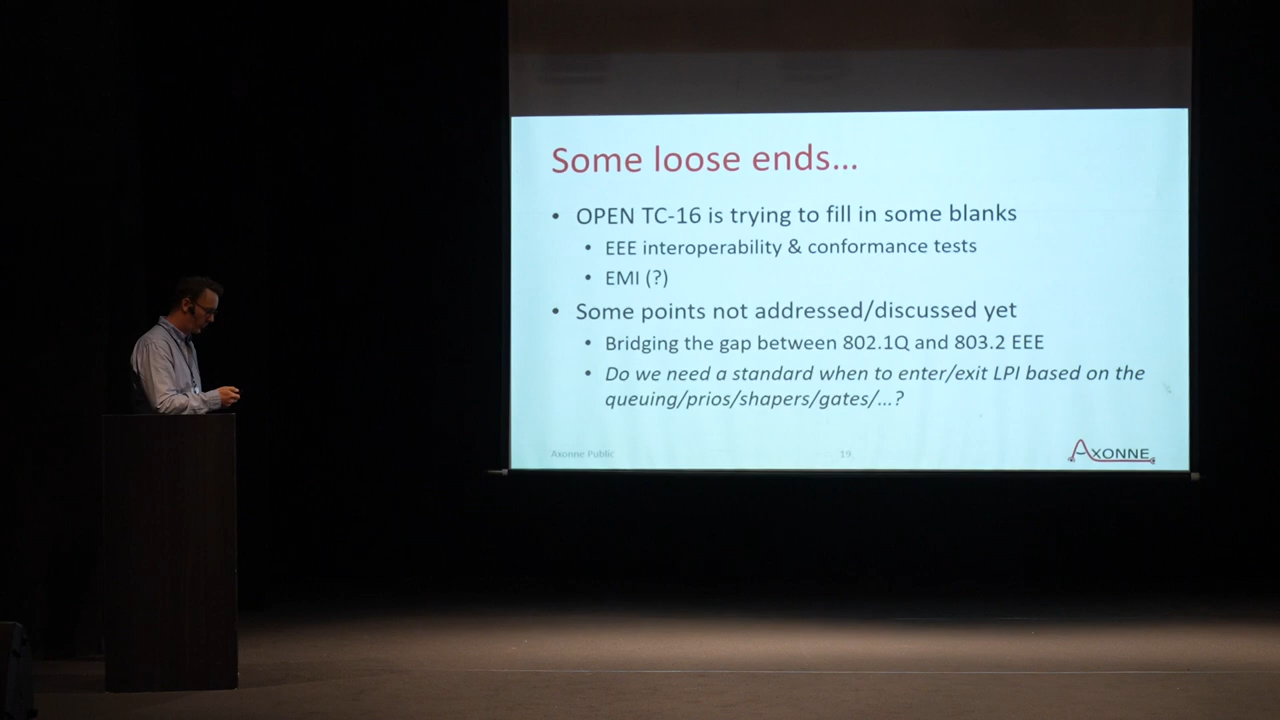 Some loose ends...
• OPEN TC-16 is trying to fill in some blanks
• EEE interoperability & conformance tests
• EMI (?)
• Some points not addressed/discussed yet
• Bridging the gap between 802.1Q and 803.2 EEE
• Do we need a standard when to enter/exit LPI based on the
queuing/prios/shapers/gates/...?
Axonne Public
19
AXONNE